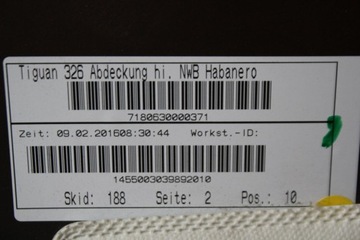 Tiguan 326 Abdeckung hi. NWB Habanero
7180630000371
Zeit: 09.02.201608:30:44 Workst.-ID:
1455003039892010
Skid: 188 Seite: 2 Pos.: 10